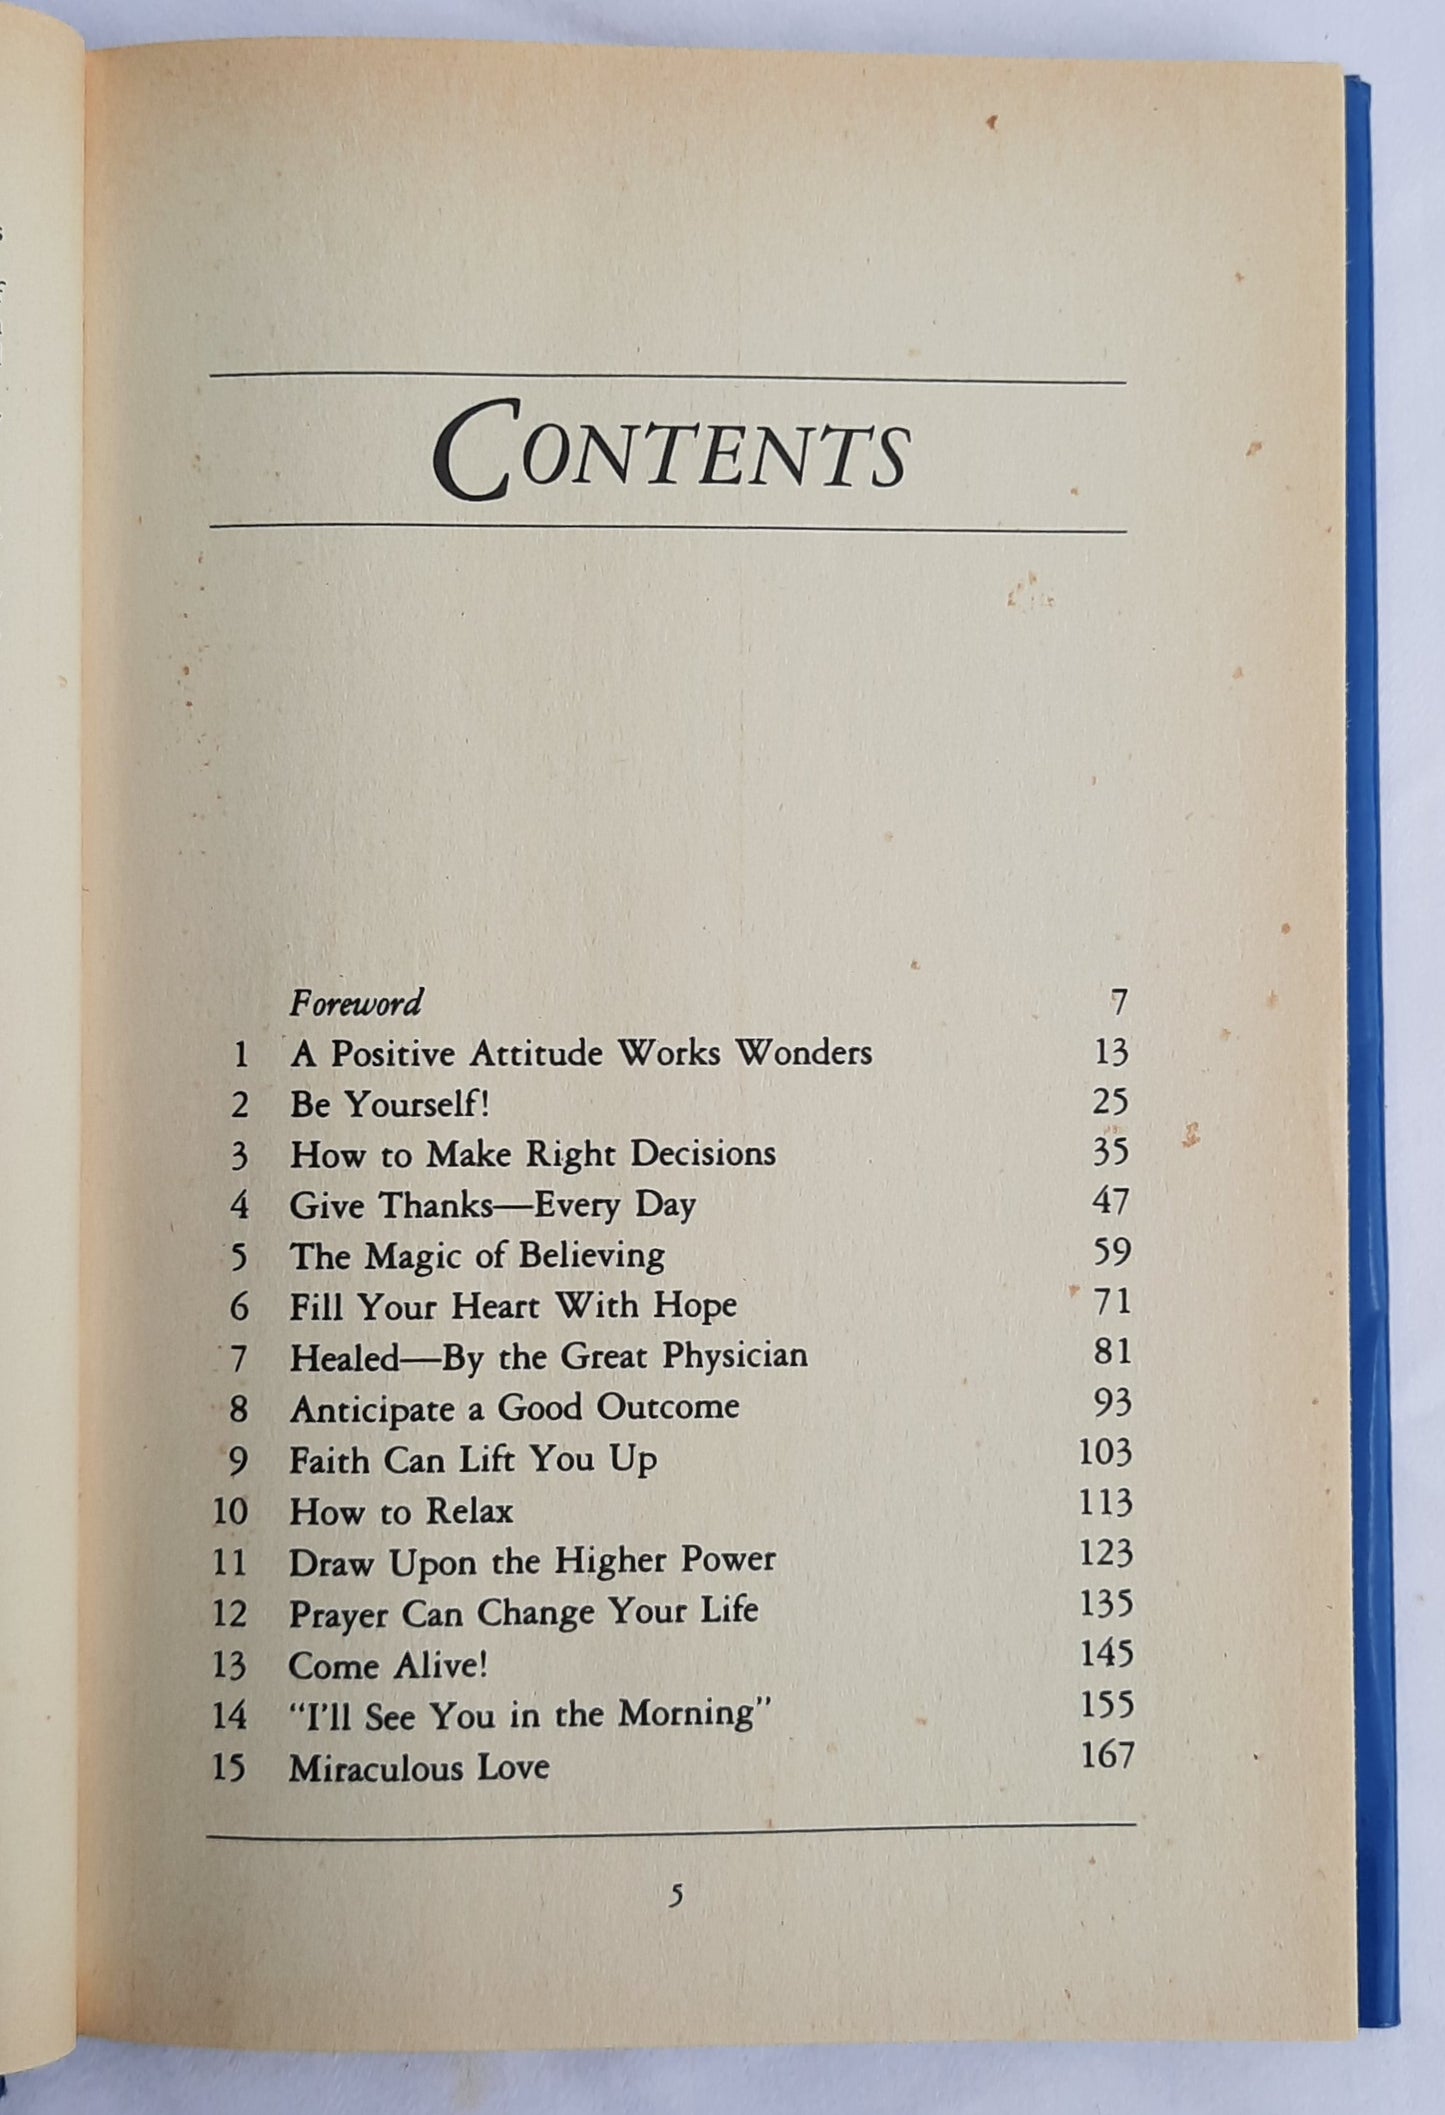 CONTENTS
Foreword 7
1 A Positive Attitude Works Wonders 13
2 Be Yourself! 25
3 How to Make Right Decisions 35
4 Give Thanks—Every Day 47
5 The Magic of Believing 59
6 Fill Your Heart With Hope 71
7 Healed—By the Great Physician 81
8 Anticipate a Good Outcome 93
9 Faith Can Lift You Up 103
10 How to Relax 113
11 Draw Upon the Higher Power 123
12 Prayer Can Change Your Life 135
13 Come Alive! 145
14 "I'll See You in the Morning" 155
15 Miraculous Love 167
5